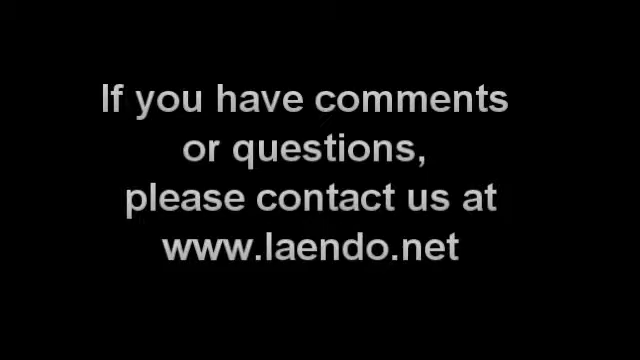 If you have comments
or questions,
please contact us at
www.laendo.net